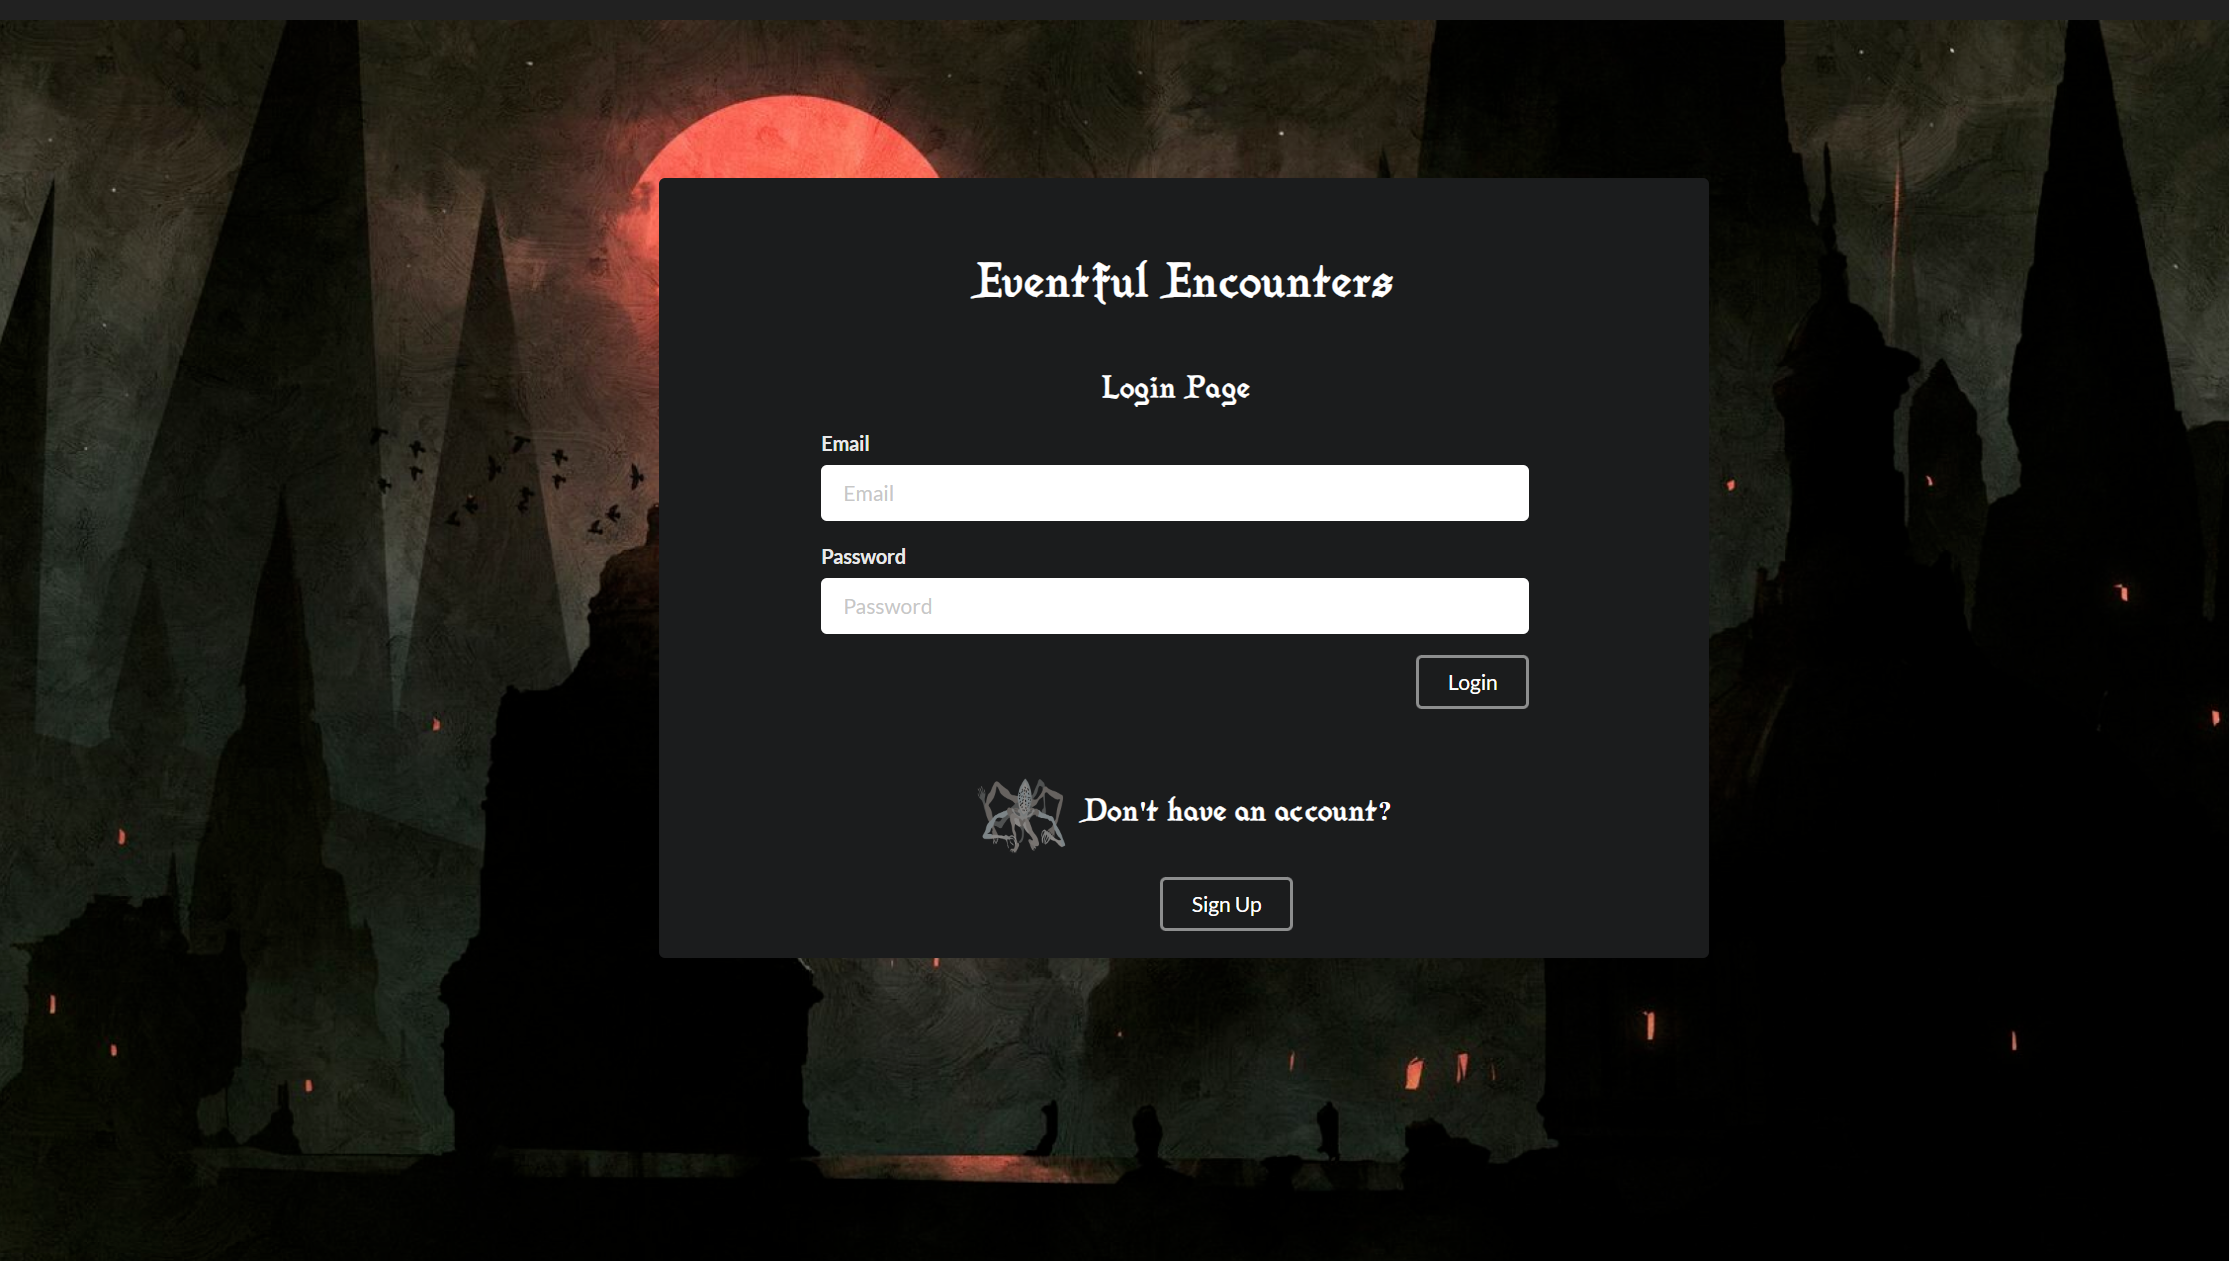 Eventful Encounters
Login Page
Email
Email
Password
Password
Login
Don't have an account?
Sign Up